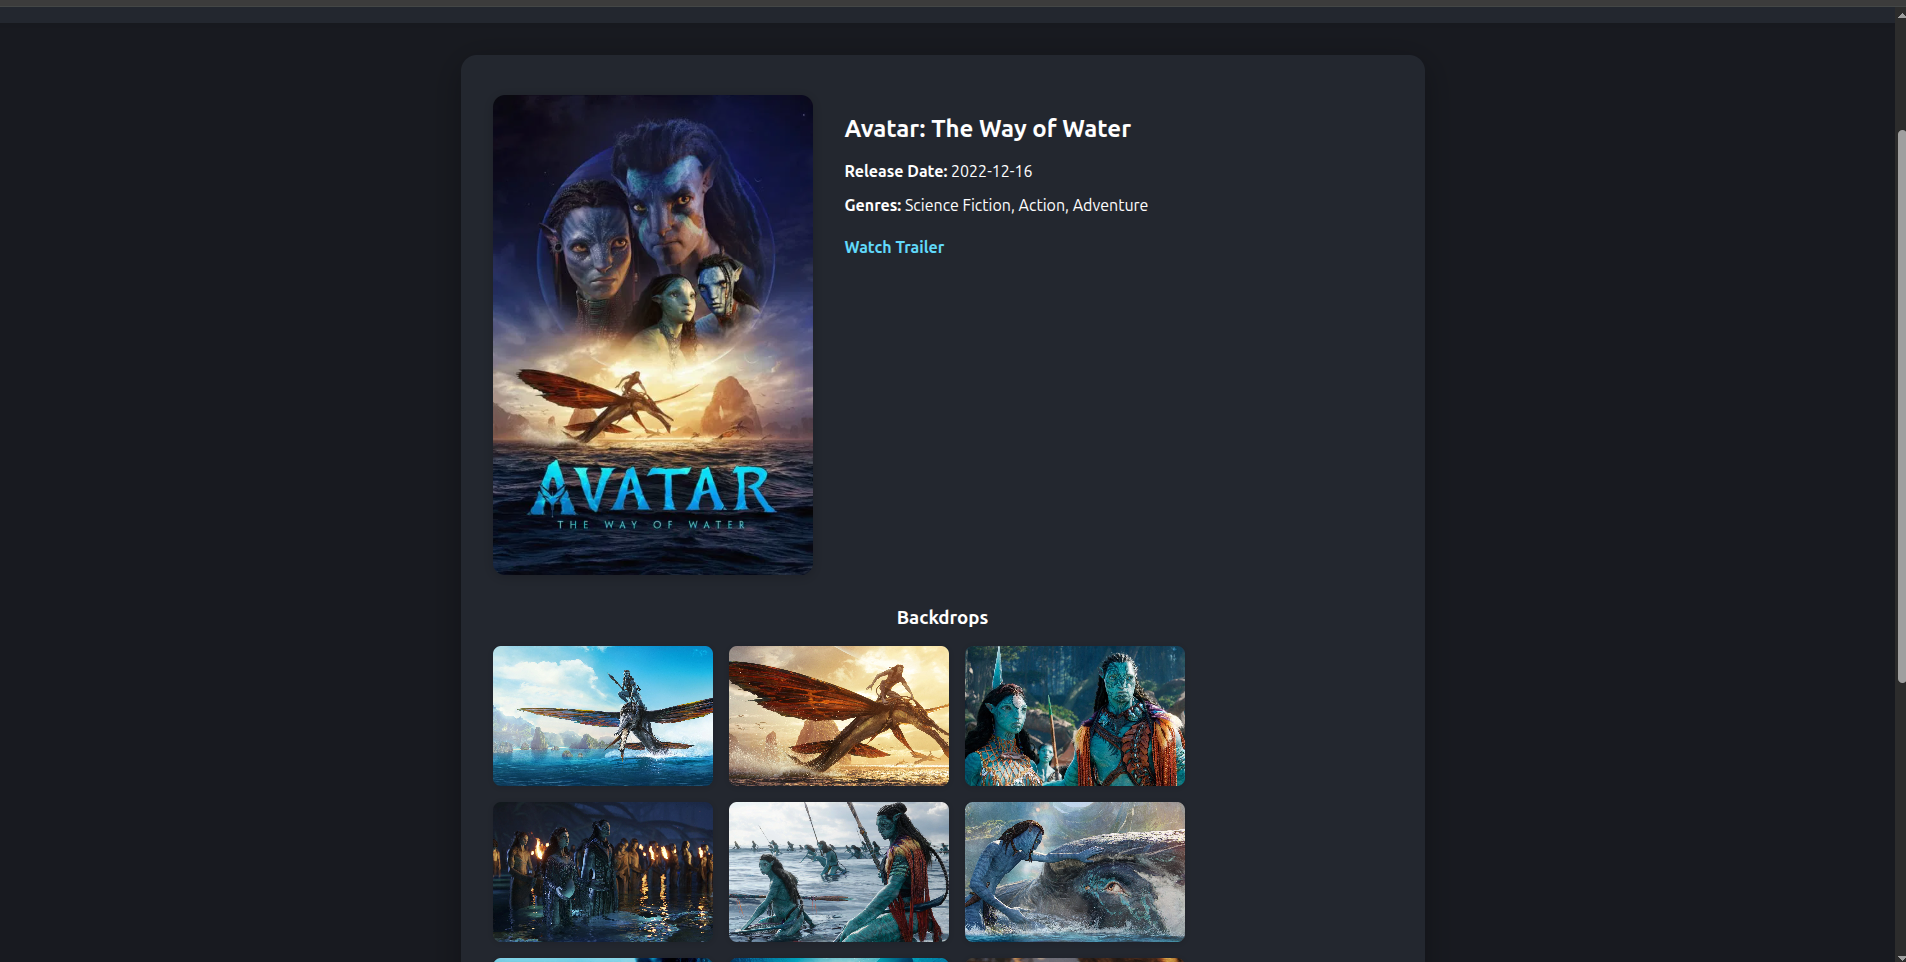 AVATAR
THE WAY OF WATER
Avatar: The Way of Water
Release Date: 2022-12-16
Genres: Science Fiction, Action, Adventure
Watch Trailer
Backdrops